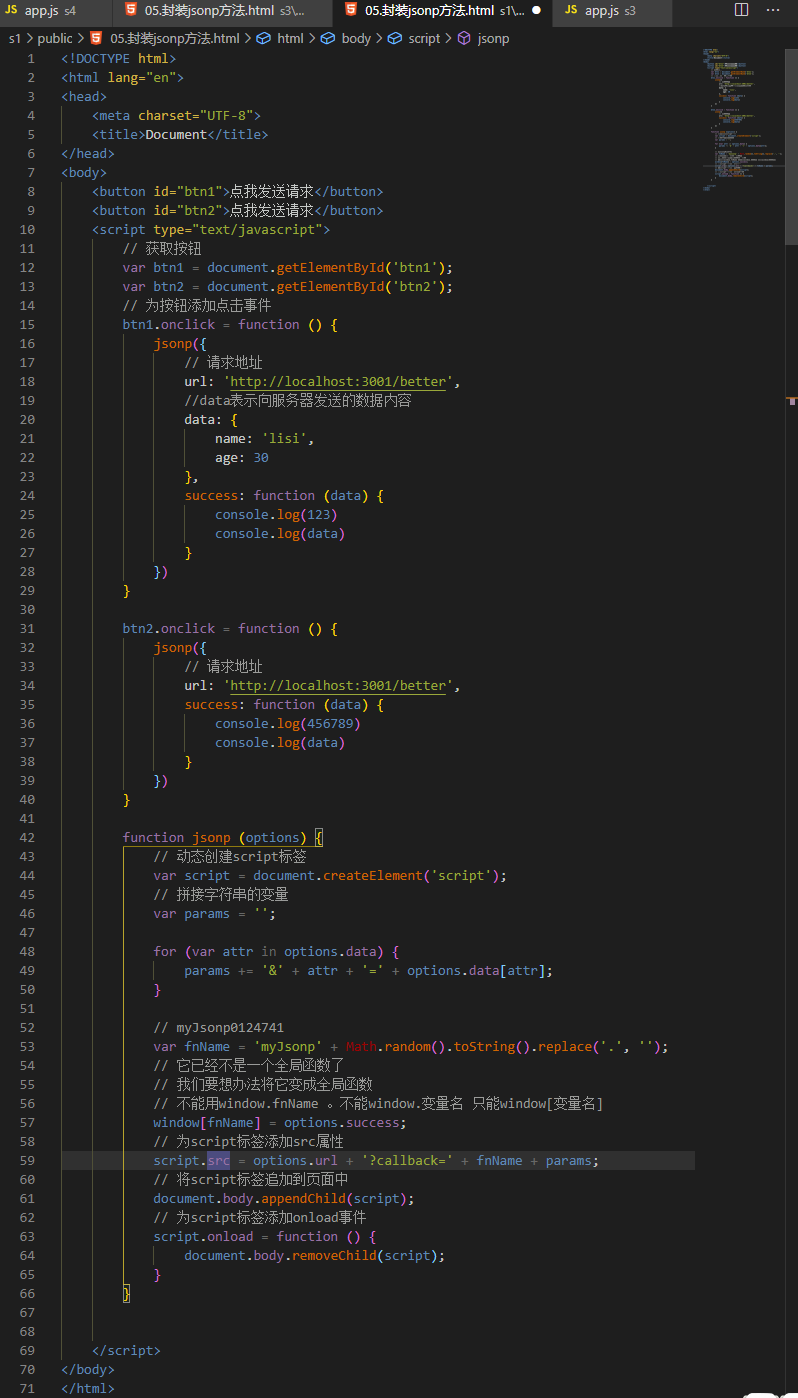 JS app.js s4 05.封装jsonp方法.html s3\... 05.封装jsonp方法.html s1\... ● JS app.js s3 ···
s1 > public > 05.封装jsonp方法.html > html > body > script > jsonp
1 <!DOCTYPE html>
2 <html lang="en">
3 <head>
4 <meta charset="UTF-8">
5 <title>Document</title>
6 </head>
7 <body>
8 <button id="btn1">点我发送请求</button>
9 <button id="btn2">点我发送请求</button>
10 <script type="text/javascript">
11 // 获取按钮
12 var btn1 = document.getElementById('btn1');
13 var btn2 = document.getElementById('btn2');
14 // 为按钮添加点击事件
15 btn1.onclick = function () {
16 jsonp({
17 // 请求地址
18 url: 'http://localhost:3001/better',
19 //data表示向服务器发送的数据内容
20 data: {
21 name: 'lisi',
22 age: 30
23 },
24 success: function (data) {
25 console.log(123)
26 console.log(data)
27 }
28 })
29 }
30
31 btn2.onclick = function () {
32 jsonp({
33 // 请求地址
34 url: 'http://localhost:3001/better',
35 success: function (data) {
36 console.log(456789)
37 console.log(data)
38 }
39 })
40 }
41
42 function jsonp (options) {
43 // 动态创建script标签
44 var script = document.createElement('script');
45 // 拼接字符串的变量
46 var params = '';
47
48 for (var attr in options.data) {
49 params += '&' + attr + '=' + options.data[attr];
50 }
51
52 // myJsonp0124741
53 var fnName = 'myJsonp' + Math.random().toString().replace('.', '');
54 // 它已经不是一个全局函数了
55 // 我们要想办法将它变成全局函数
56 // 不能用window.fnName 。不能window.变量名 只能window[变量名]
57 window[fnName] = options.success;
58 // 为script标签添加src属性
59 script.src = options.url + '?callback=' + fnName + params;
60 // 将script标签追加到页面中
61 document.body.appendChild(script);
62 // 为script标签添加onload事件
63 script.onload = function () {
64 document.body.removeChild(script);
65 }
66 }
67
68
69 </script>
70 </body>
71 </html>